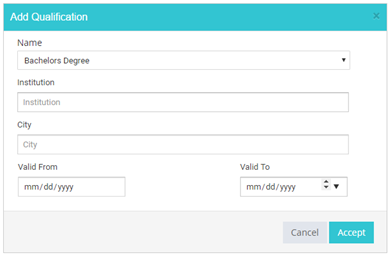 Add Qualification x
Name
Bachelors Degree
Institution
Institution
City
City
Valid From Valid To
mm/dd/yyyy mm/dd/yyyy
Cancel Accept